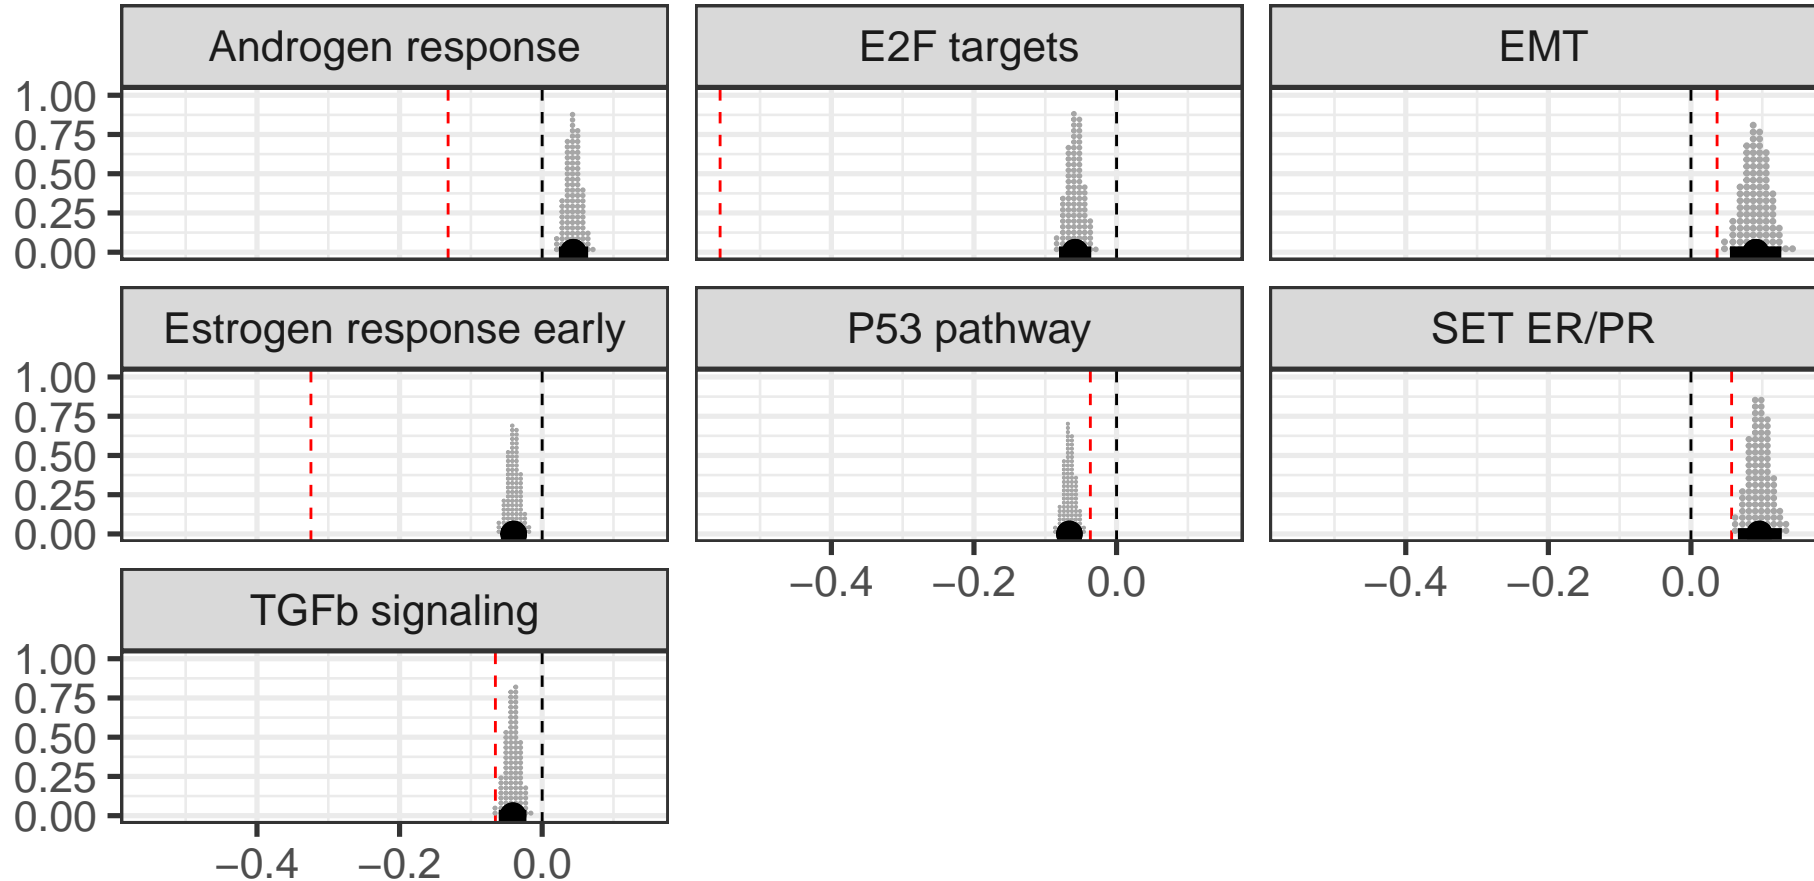 Androgen response
E2F targets
EMT
1.00
0.75
0.50
0.25
0.00
Estrogen response early
P53 pathway
SET ER/PR
1.00
0.75
0.50
0.25
0.00
−0.4 −0.2 0.0
−0.4 −0.2 0.0
TGFb signaling
1.00
0.75
0.50
0.25
0.00
−0.4 −0.2 0.0